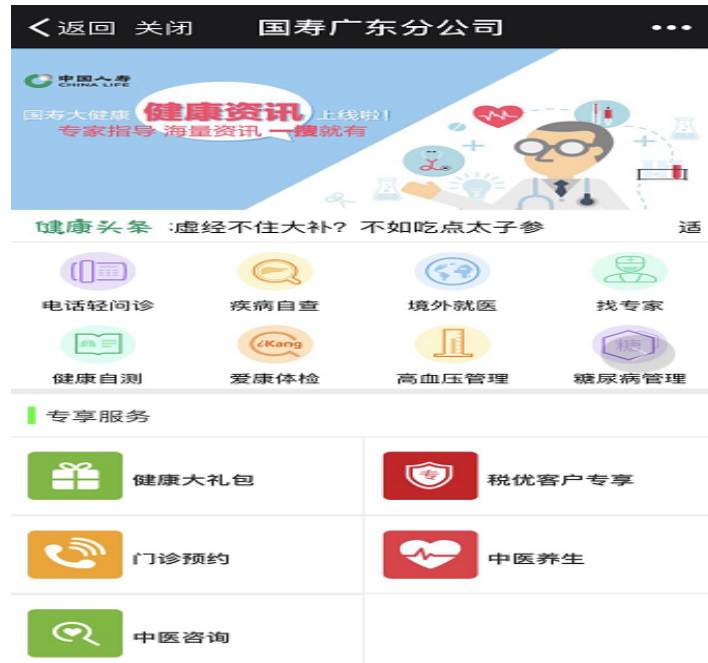 返回 关闭 国寿广东分公司
中国人寿
CHINA LIFE
国寿大健康 健康资讯 上线啦!
专家指导 海量资讯 一搜就有
健康头条 虚经不住大补? 不如吃点太子参 适
电话轻问诊 疾病自查 境外就医 找专家
iKang 糖
健康自测 爱康体检 高血压管理 糖尿病管理
专享服务
健康大礼包 专 税优客户专享
门诊预约 中医养生
中医咨询